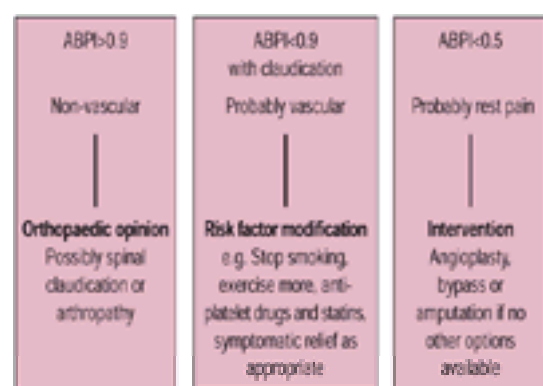 ABPI>0.9
Non-vascular
Orthopaedic opinion
Possibly spinal
claudication or
arthropathy
ABPI<0.9
with claudication
Probably vascular
Risk factor modification
e.g. Stop smoking,
exercise more, anti-
platelet drugs and statins,
symptomatic relief as
appropriate
ABPI<0.5
Probably rest pain
Intervention
Angioplasty,
bypass or
amputation if no
other options
available